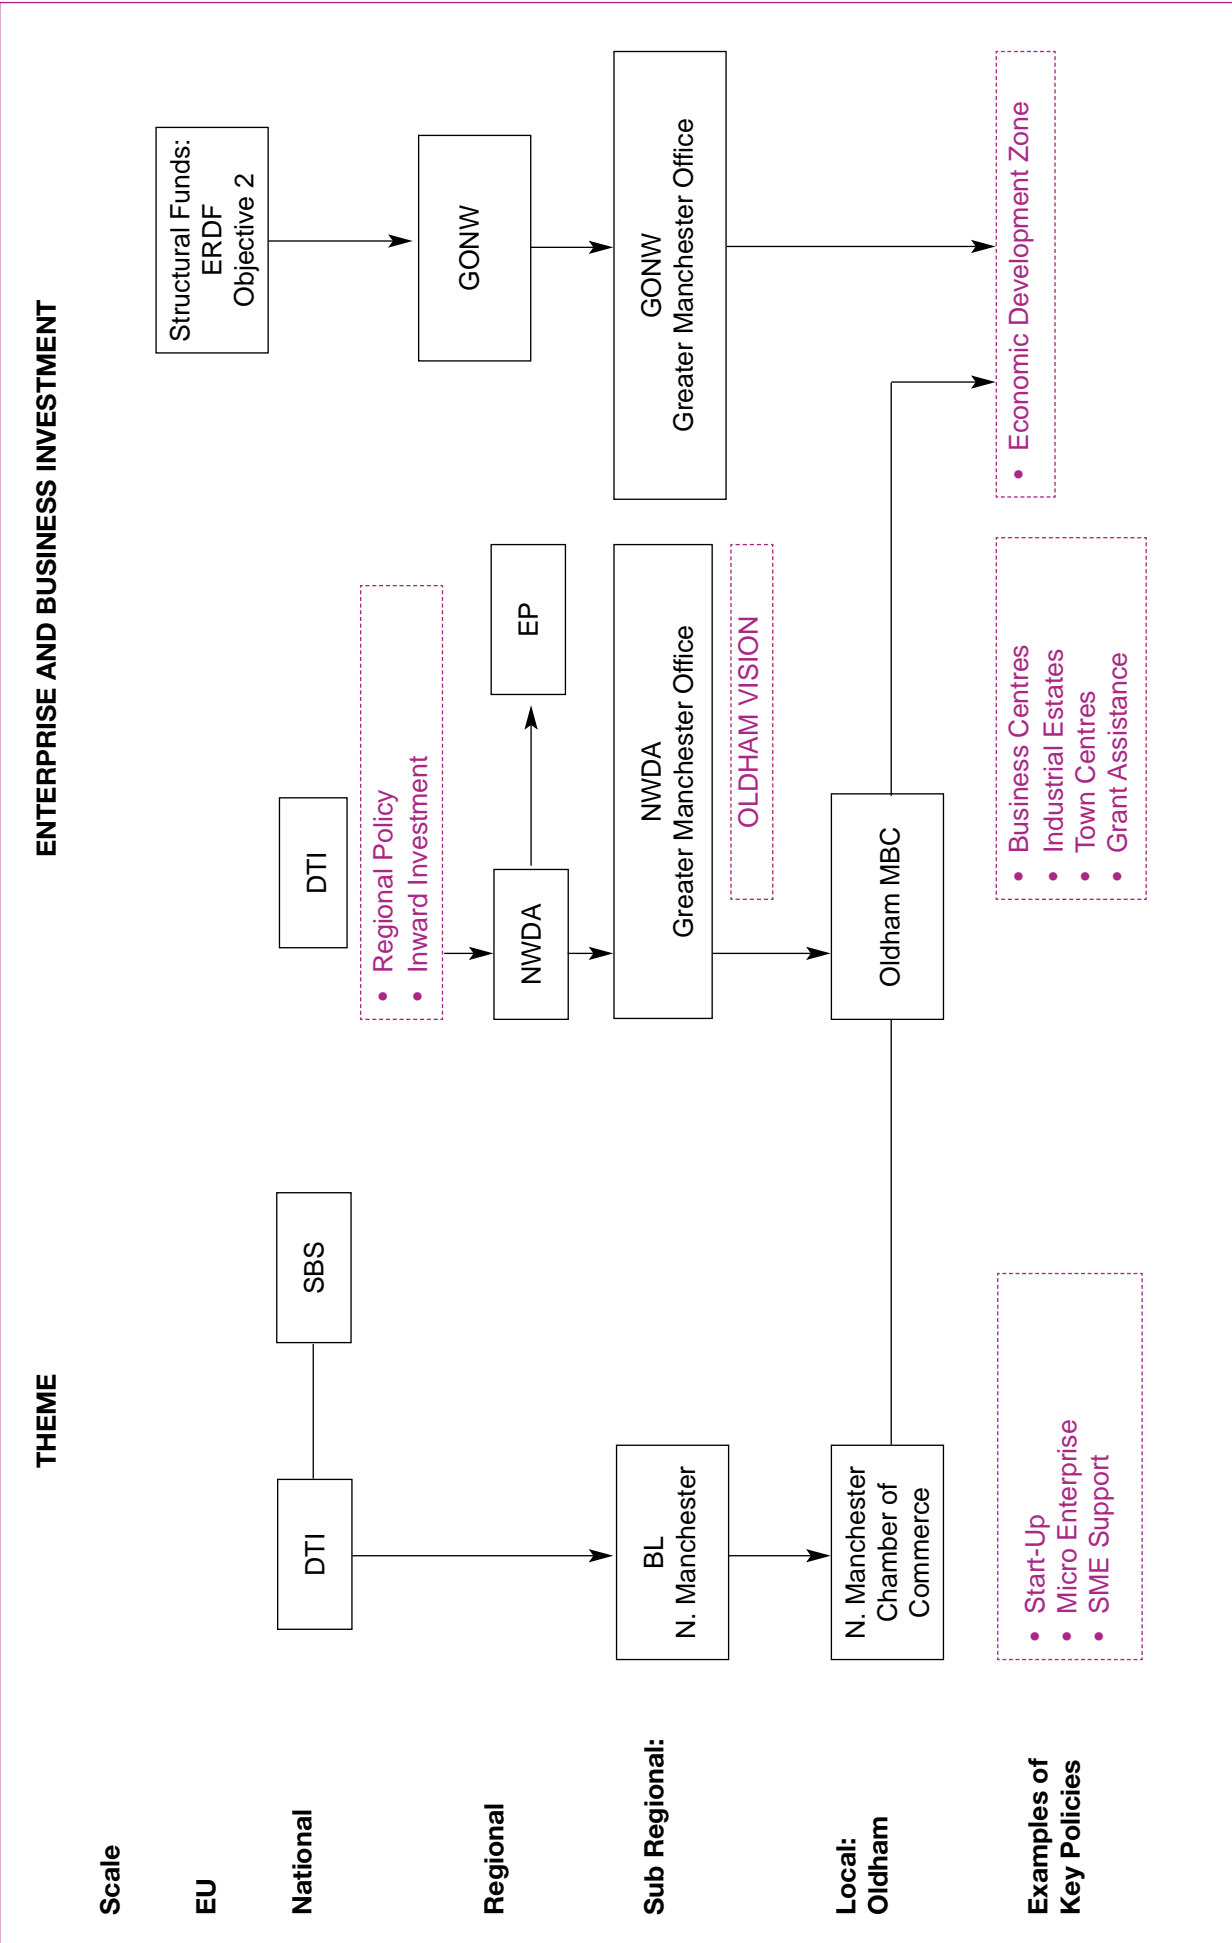 THEME
ENTERPRISE AND BUSINESS INVESTMENT
Scale
EU
Structural Funds:
ERDF
Objective 2
National
DTI
SBS
DTI
• Regional Policy
• Inward Investment
Regional
NWDA
EP
GONW
Sub Regional:
BL
N. Manchester
NWDA
Greater Manchester Office
OLDHAM VISION
GONW
Greater Manchester Office
Local:
Oldham
N. Manchester
Chamber of
Commerce
Oldham MBC
Examples of
Key Policies
• Start-Up
• Micro Enterprise
• SME Support
• Business Centres
• Industrial Estates
• Town Centres
• Grant Assistance
• Economic Development Zone